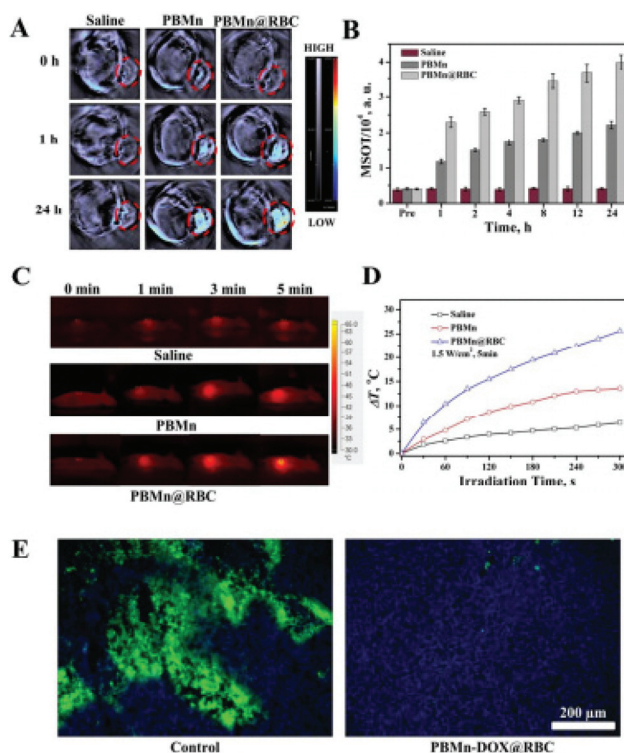 A
Saline PBMn PBMn@RBC
0 h
1 h
24 h
HIGH
LOW
B
Saline
PBMn
PBMn@RBC
MSOT/10⁴ a. u.
4
3
2
1
0
Pre 1 2 4 8 12 24
Time, h
C
0 min 1 min 3 min 5 min
Saline
PBMn
PBMn@RBC
°C
D
Saline
PBMn
PBMn@RBC
1.5 W/cm², 5min
ΔT, °C
25
20
15
10
5
0
0 60 120 180 240 300
Irradiation Time, s
E
200 µm
Control PBMn-DOX@RBC